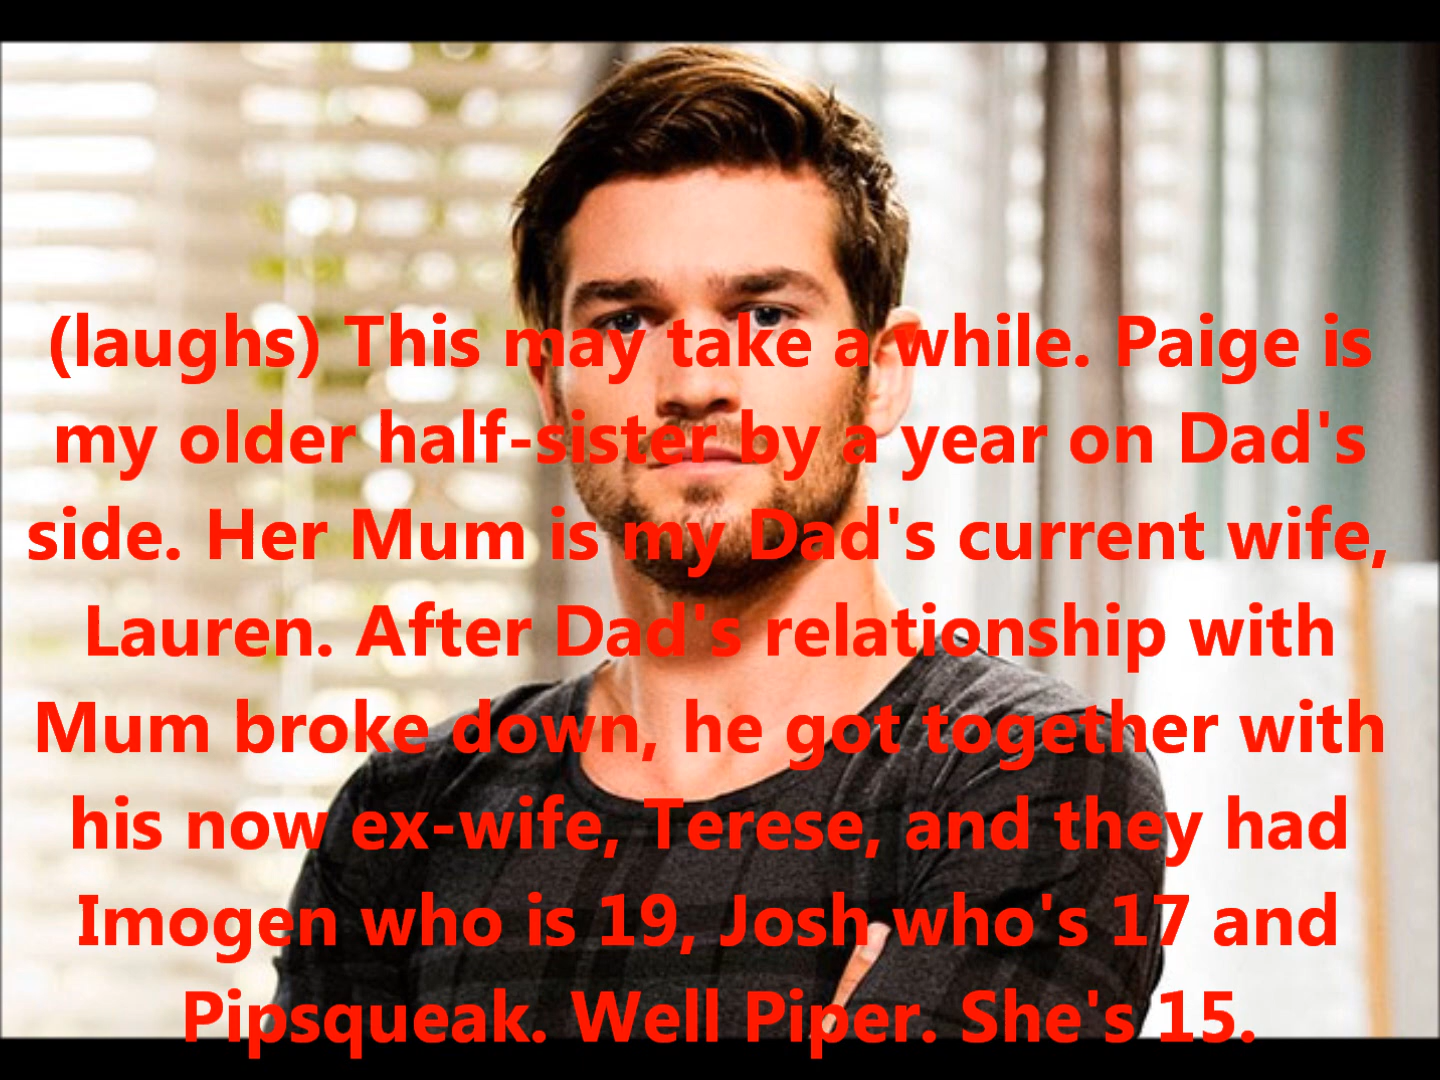 (laughs) This may take a while. Paige is
my older half-sister by a year on Dad's
side. Her Mum is my Dad's current wife,
Lauren. After Dad's relationship with
Mum broke down, he got together with
his now ex-wife, Terese, and they had
Imogen who is 19, Josh who's 17 and
Pipsqueak. Well Piper. She's 15.